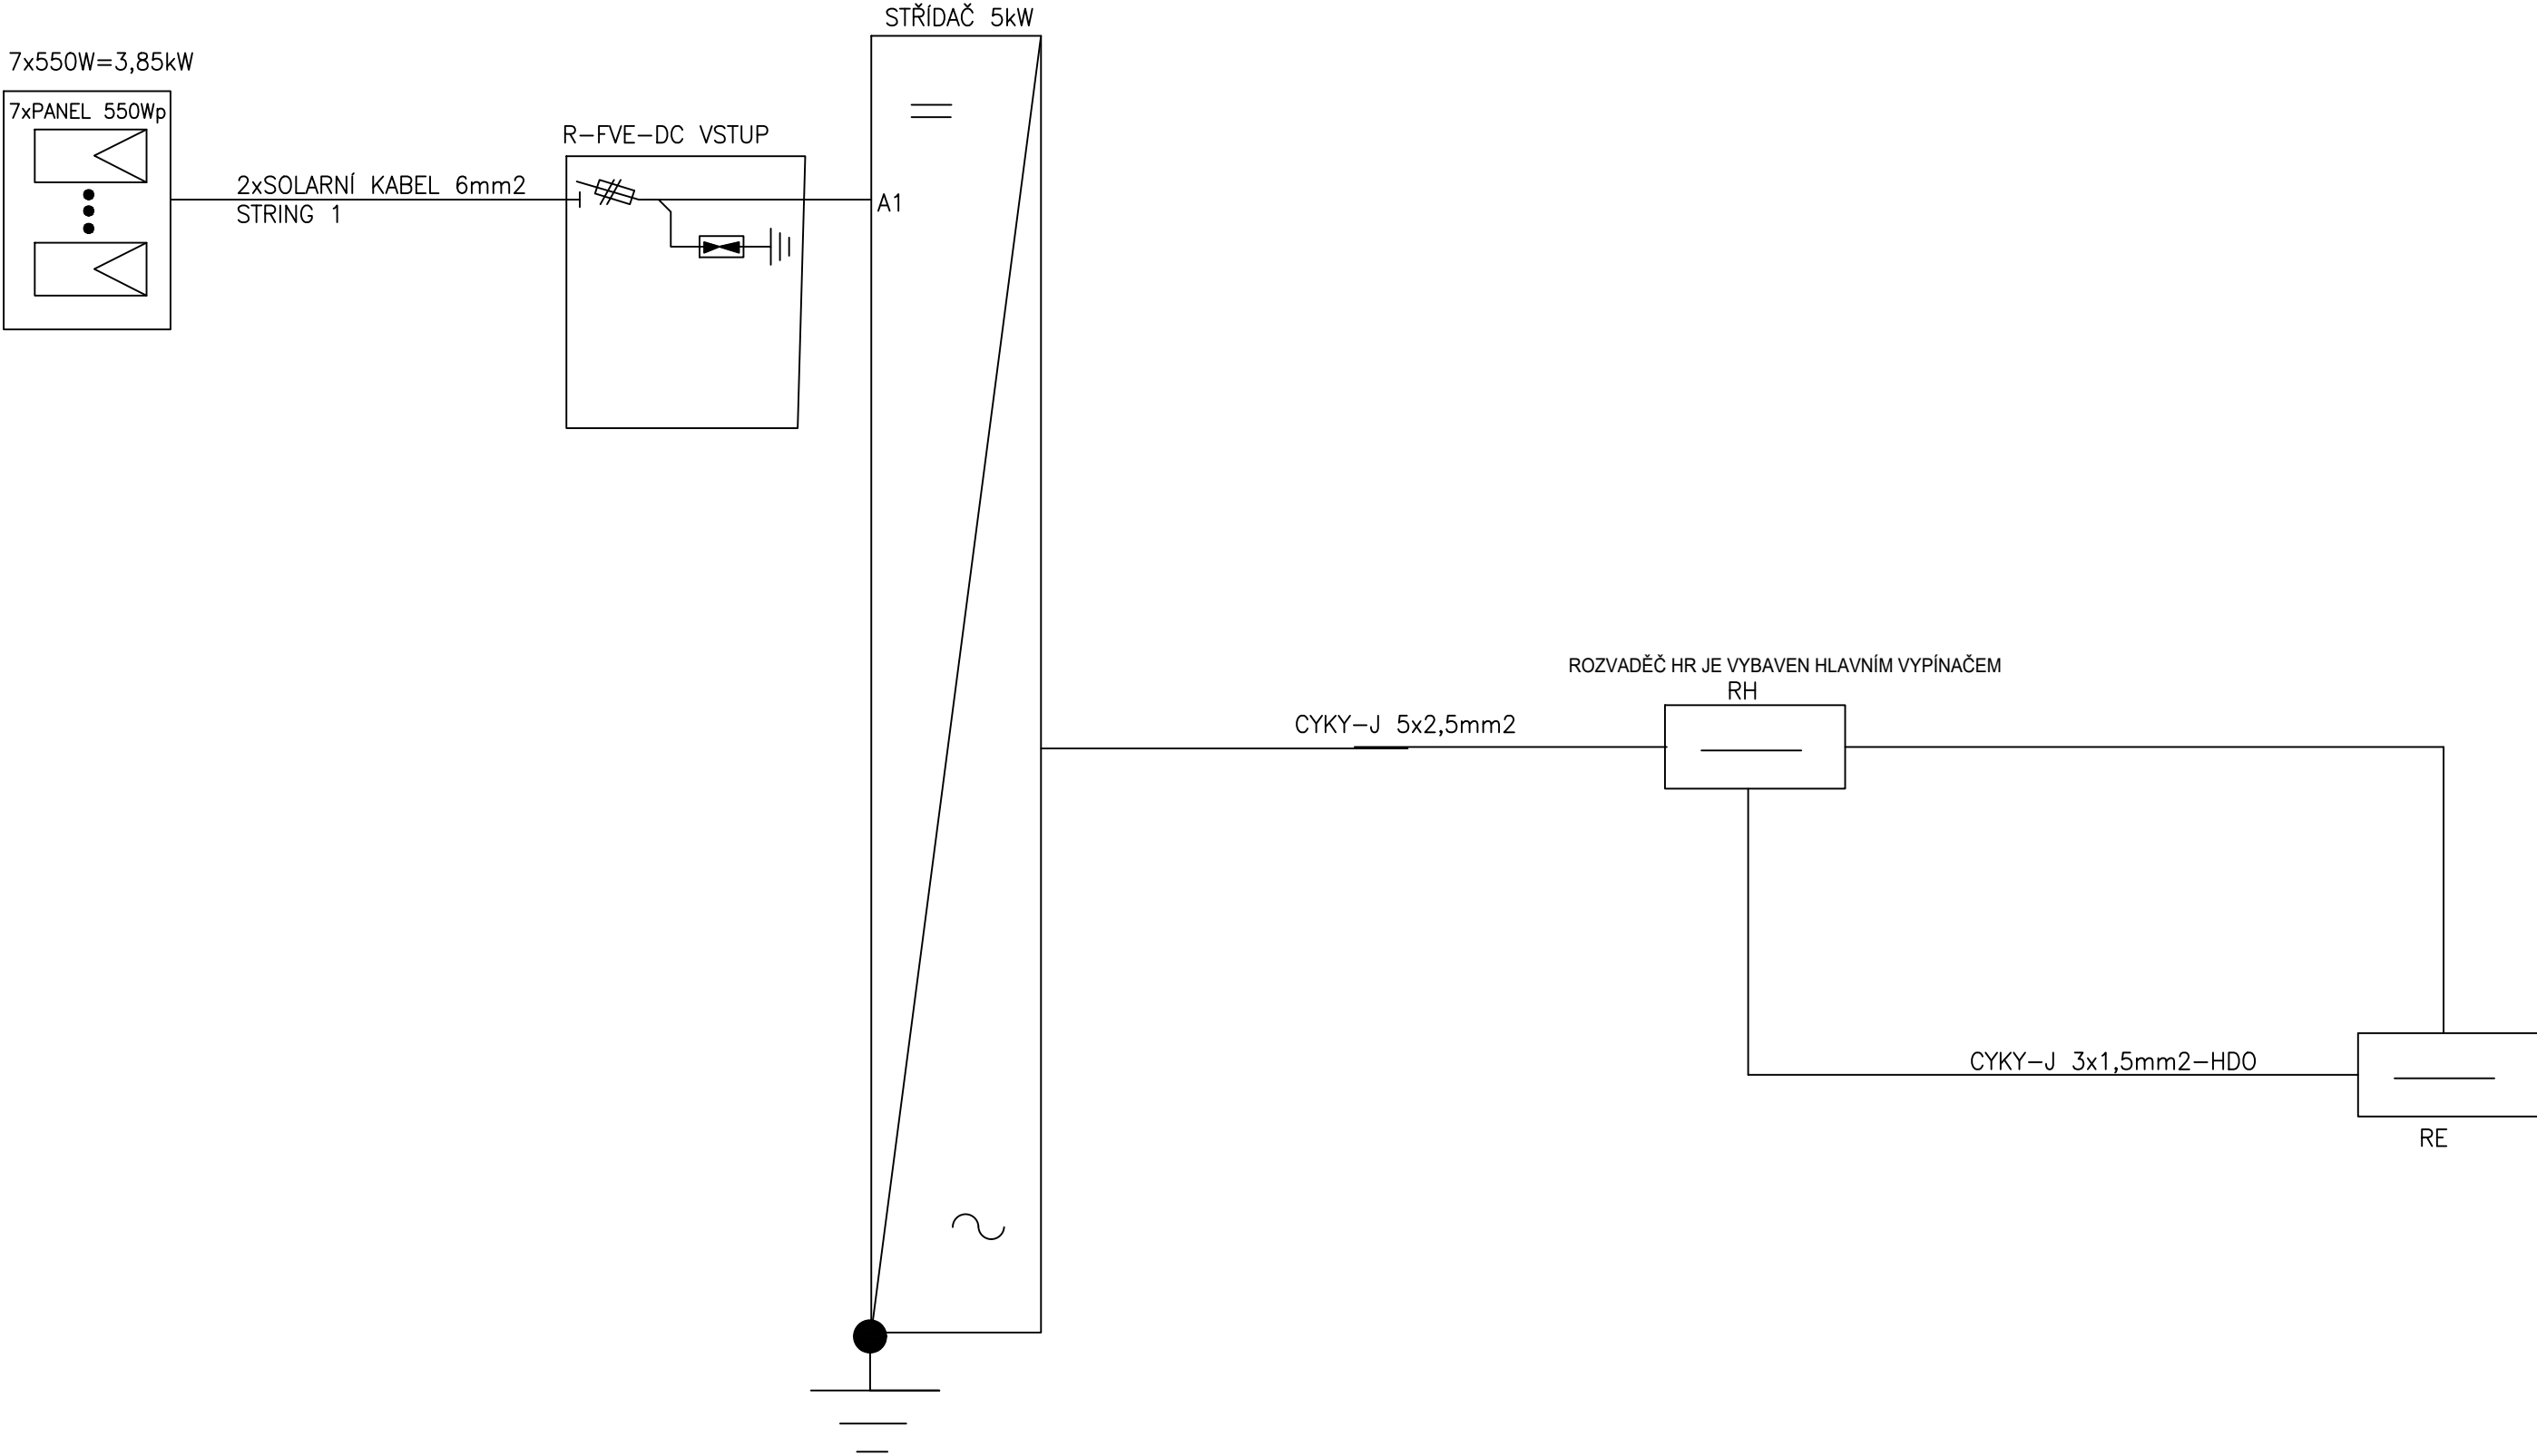 STŘÍDAČ 5kW
7x550W=3,85kW
7xPANEL 550Wp
R-FVE-DC VSTUP
2xSOLARNÍ KABEL 6mm2
STRING 1
A1
ROZVADĚČ HR JE VYBAVEN HLAVNÍM VYPÍNAČEM
RH
CYKY-J 5x2,5mm2
CYKY-J 3x1,5mm2-HDO
RE